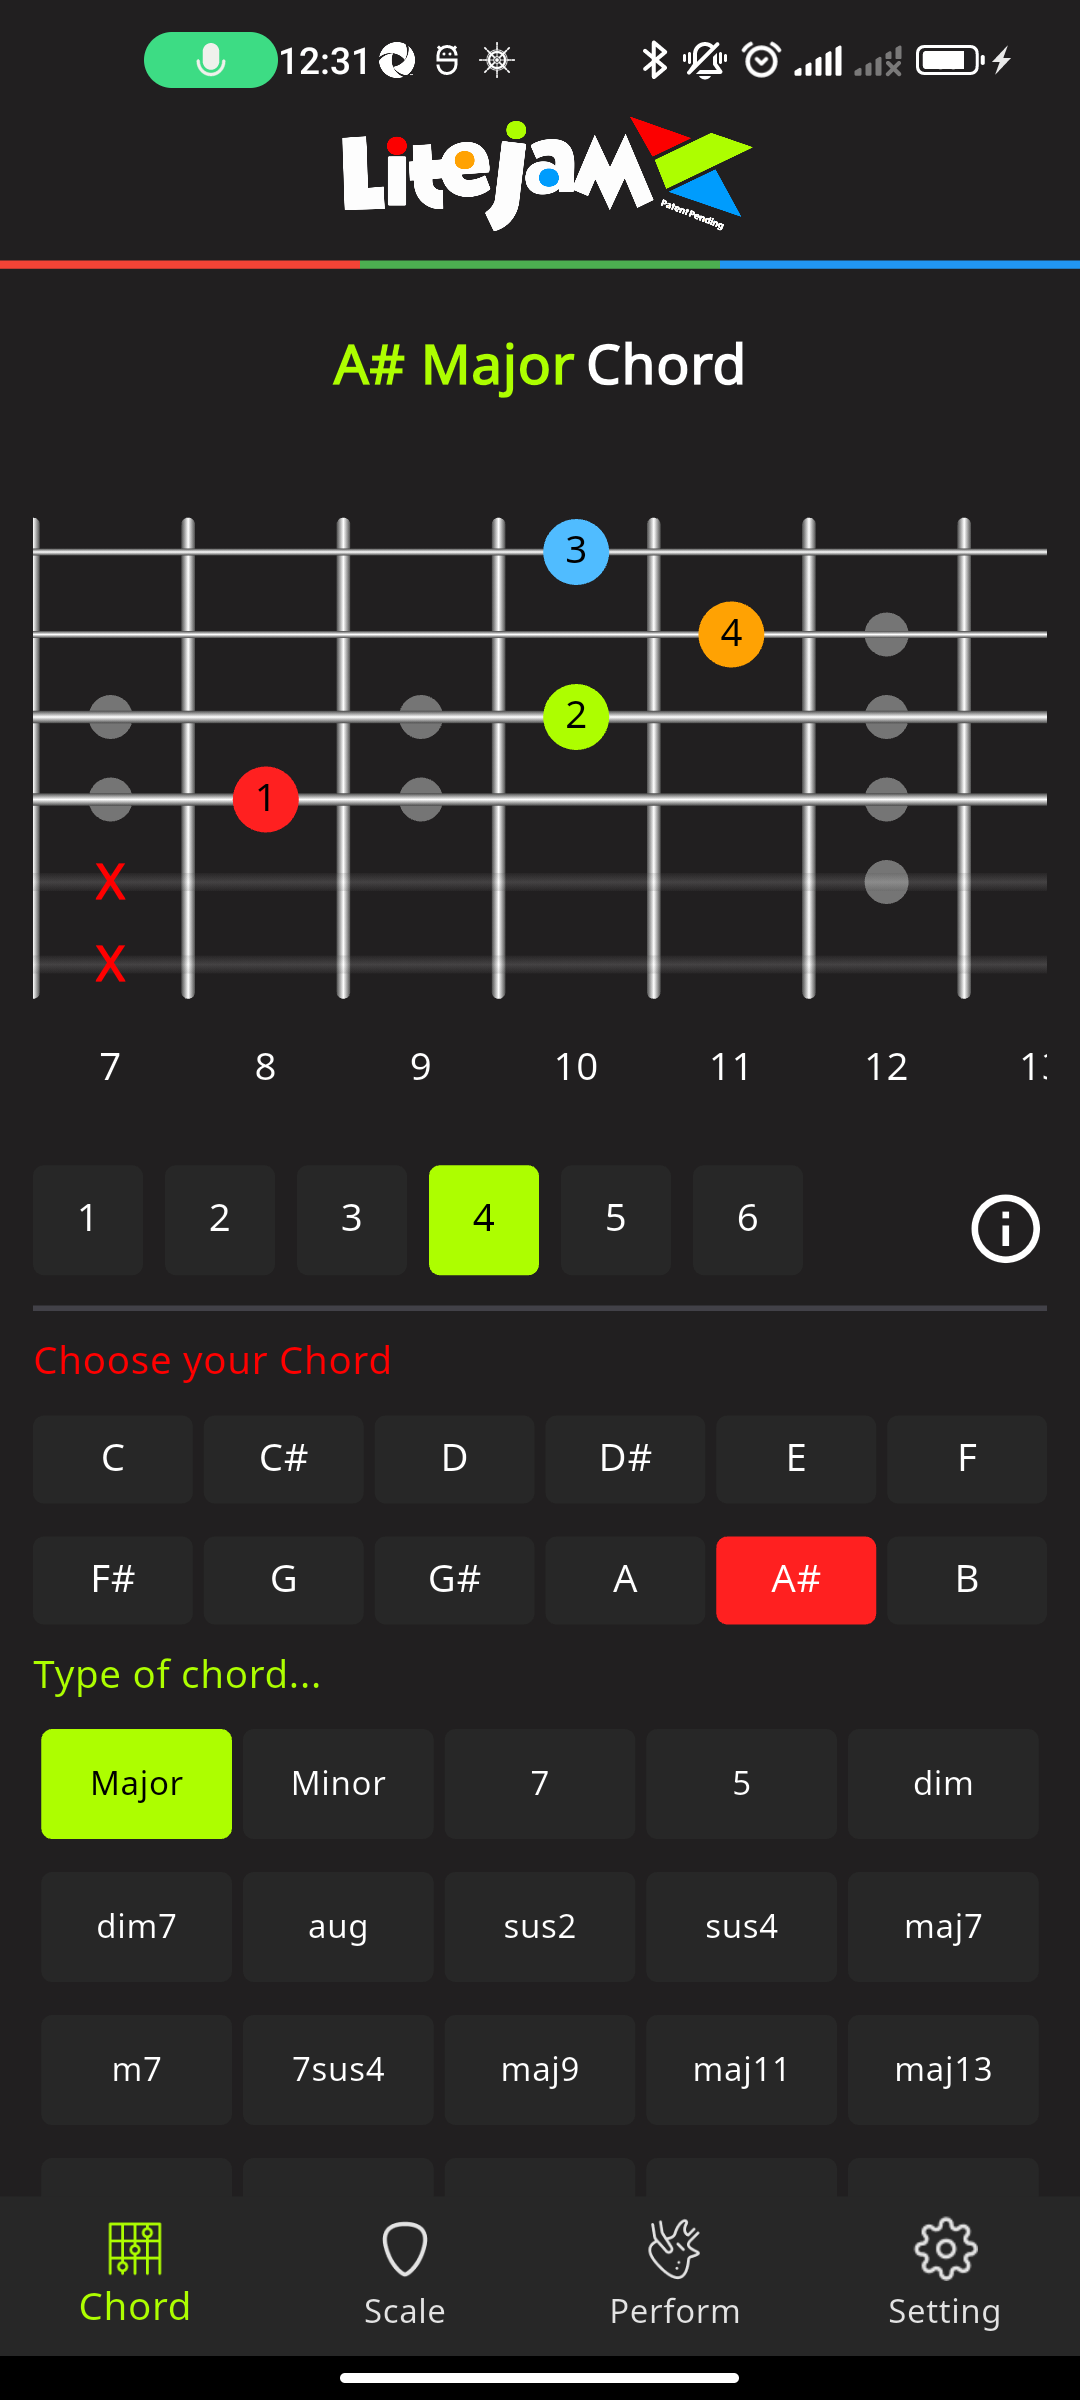 12:31
LiteJam
Patent Pending
A# Major Chord
3
4
2
1
X
X
7 8 9 10 11 12
1 2 3 4 5 6
Choose your Chord
C C# D D# E F
F# G G# A A# B
Type of chord...
Major Minor 7 5 dim
dim7 aug sus2 sus4 maj7
m7 7sus4 maj9 maj11 maj13
Chord Scale Perform Setting